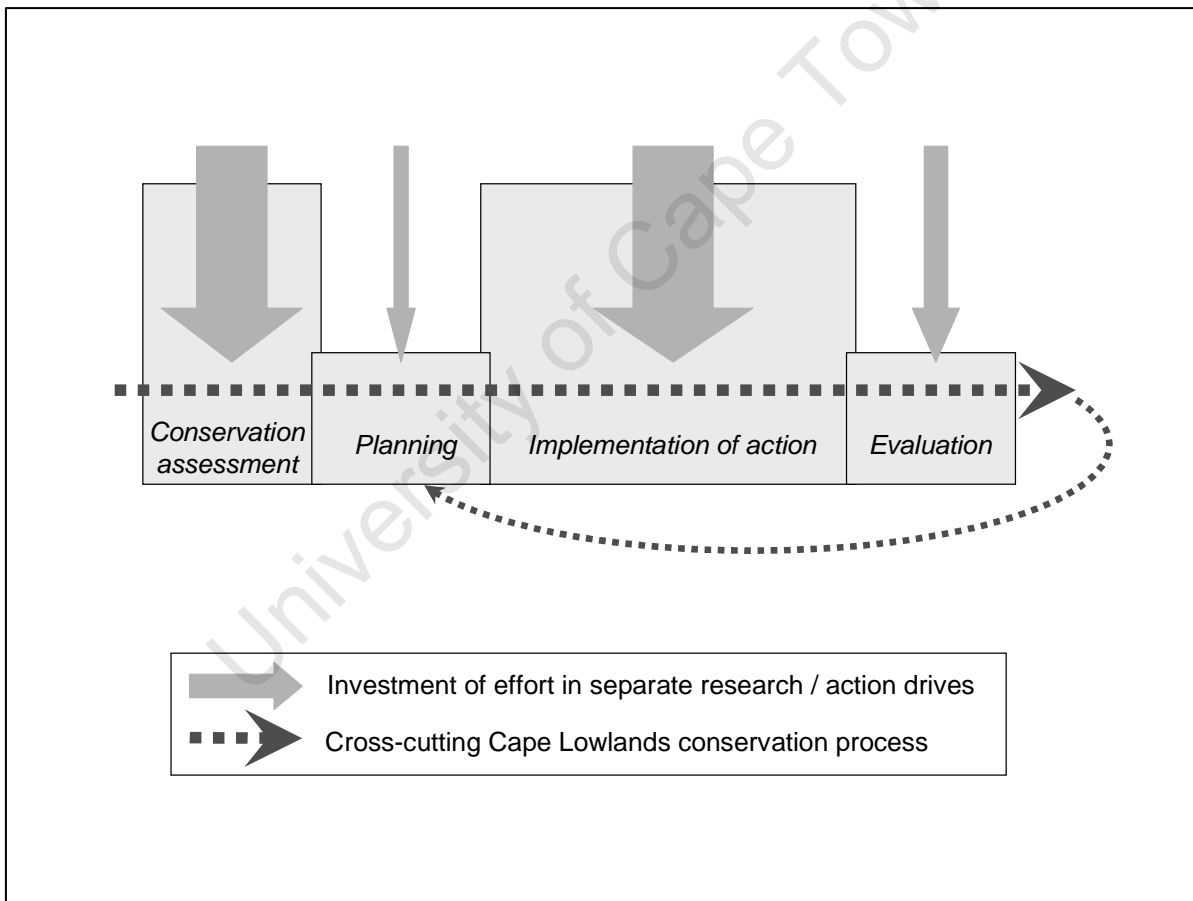 University of Cape Tow
Conservation
assessment
Planning
Implementation of action
Evaluation
Investment of effort in separate research / action drives
Cross-cutting Cape Lowlands conservation process